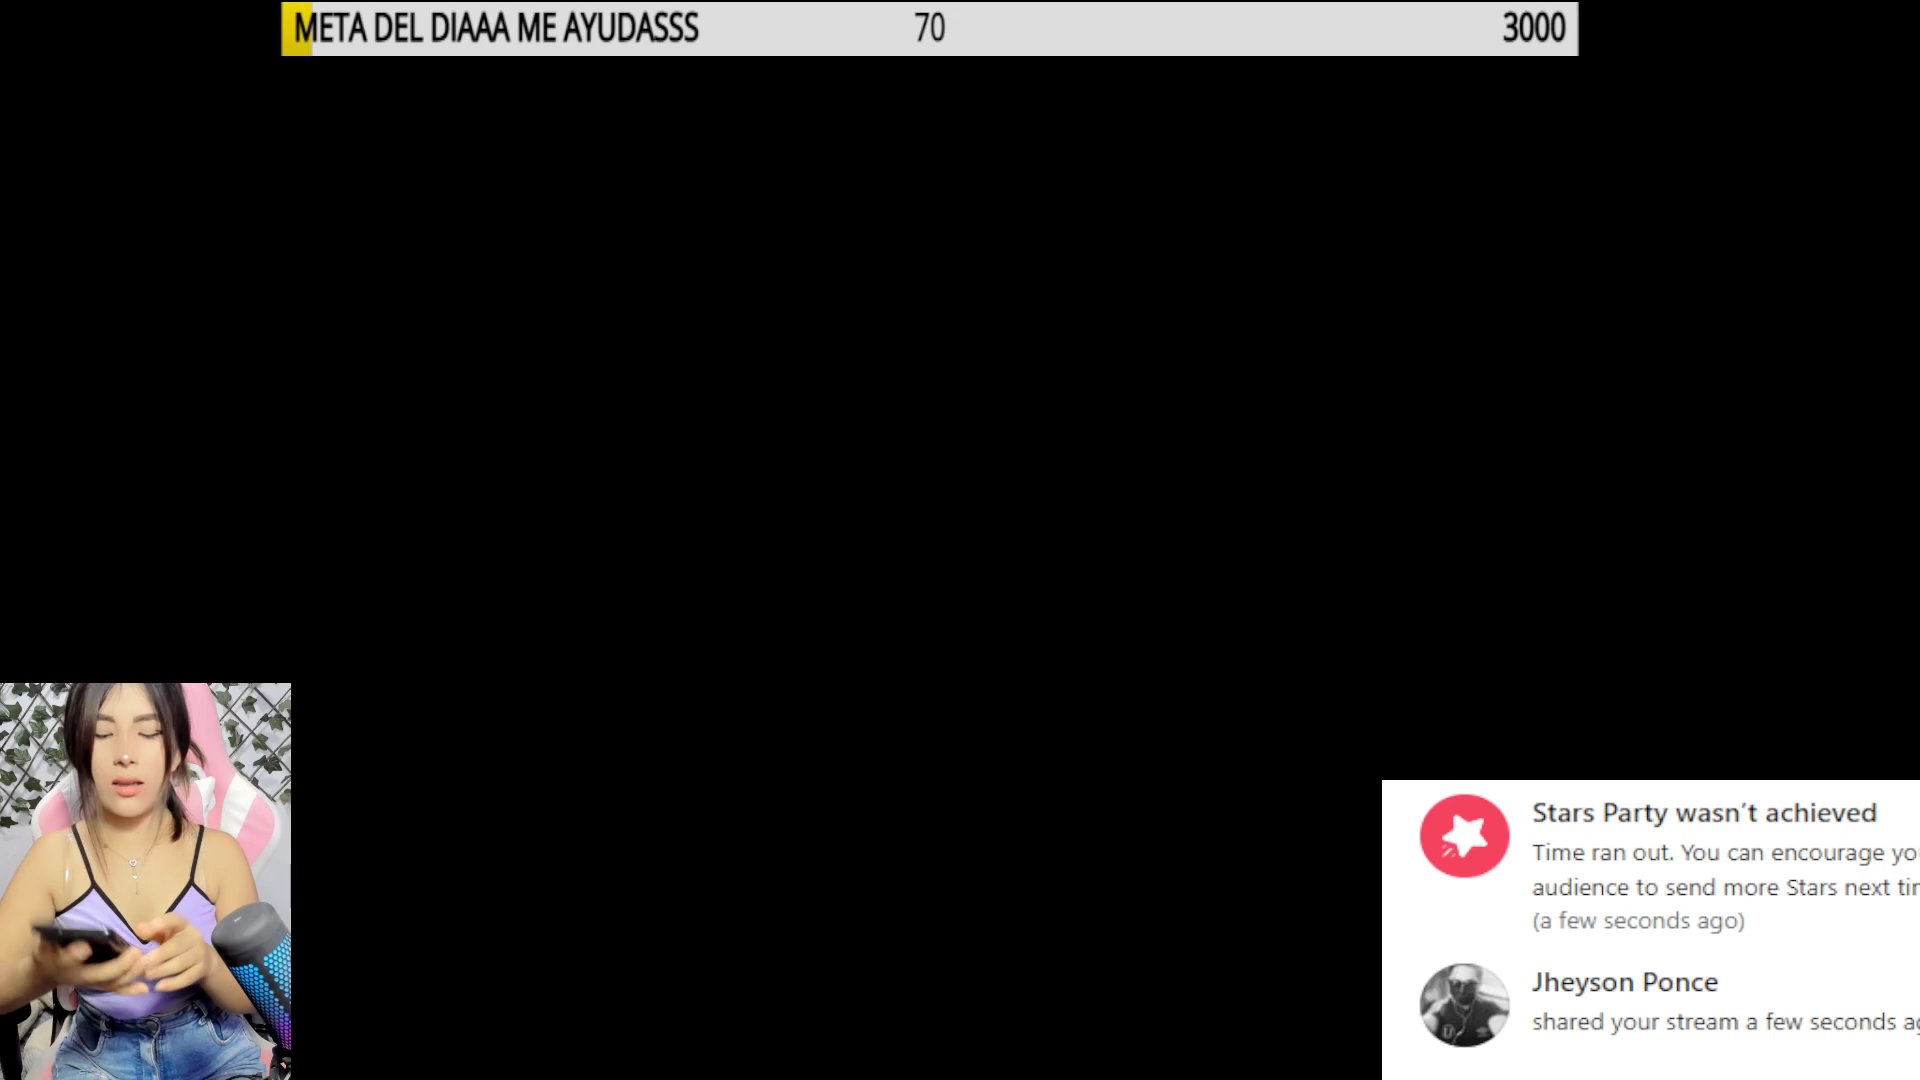 META DEL DIAAA ME AYUDASSS 70 3000
Stars Party wasn't achieved
Time ran out. You can encourage
audience to send more Stars next
(a few seconds ago)
Jheyson Ponce
shared your stream a few seconds